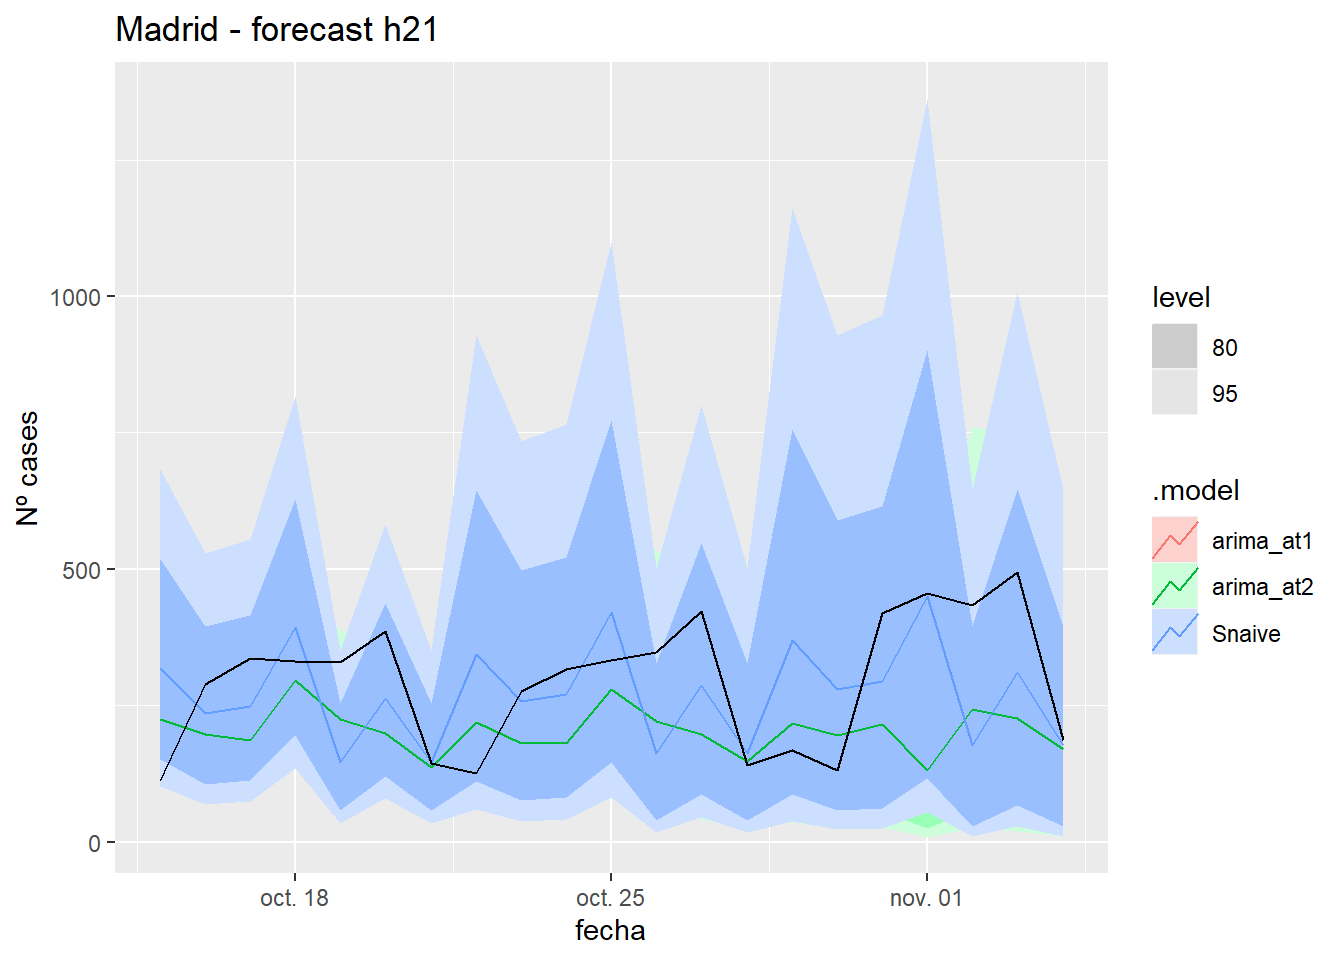 Madrid - forecast h21
Nº cases
1000
500
0
oct. 18
oct. 25
nov. 01
fecha
level
80
95
.model
arima_at1
arima_at2
Snaive